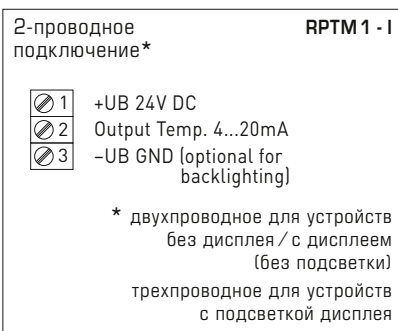 2-проводное RPTM 1 - I
подключение*
1 +UB 24V DC
2 Output Temp. 4...20mA
3 –UB GND (optional for
backlighting)
* двухпроводное для устройств
без дисплея / с дисплеем
(без подсветки)
трехпроводное для устройств
с подсветкой дисплея